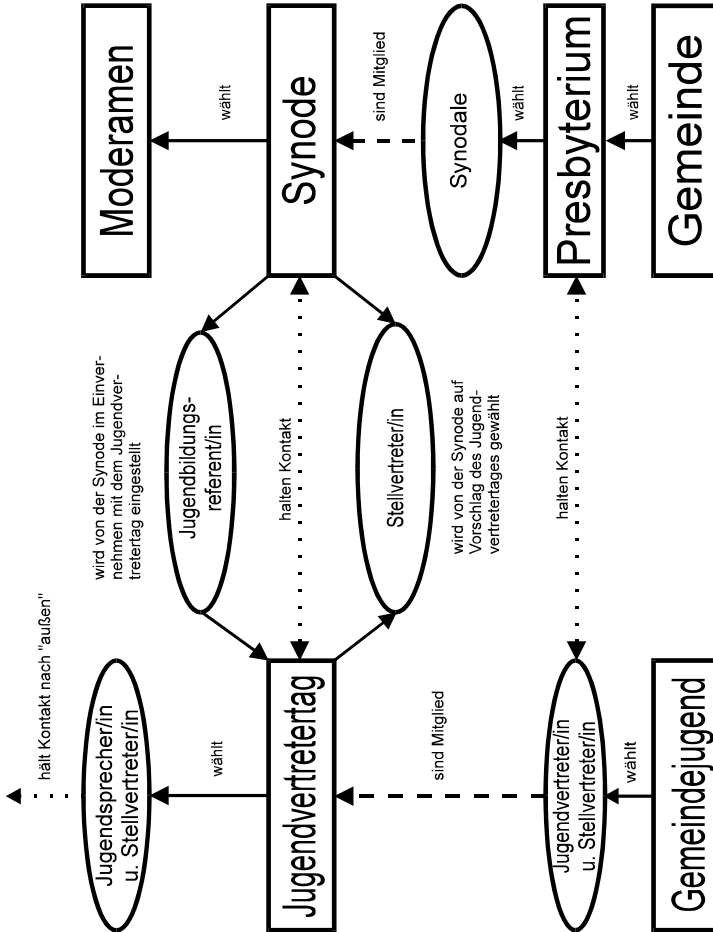 hält Kontakt nach "außen"
Jugendsprecher/in
u. Stellvertreter/in
wird von der Synode im Einver-
nehmen mit dem Jugendver-
tretertag eingestellt
Moderamen
wählt
wählt
Jugendbildungs-
referent/in
Jugendvertretertag
halten Kontakt
Synode
Stellvertreter/in
sind Mitglied
sind Mitglied
wird von der Synode auf
Vorschlag des Jugend-
vertretertages gewählt
Synodale
wählt
Jugendvertreter/in
u. Stellvertreter/in
halten Kontakt
Presbyterium
wählt
wählt
Gemeindejugend
Gemeinde